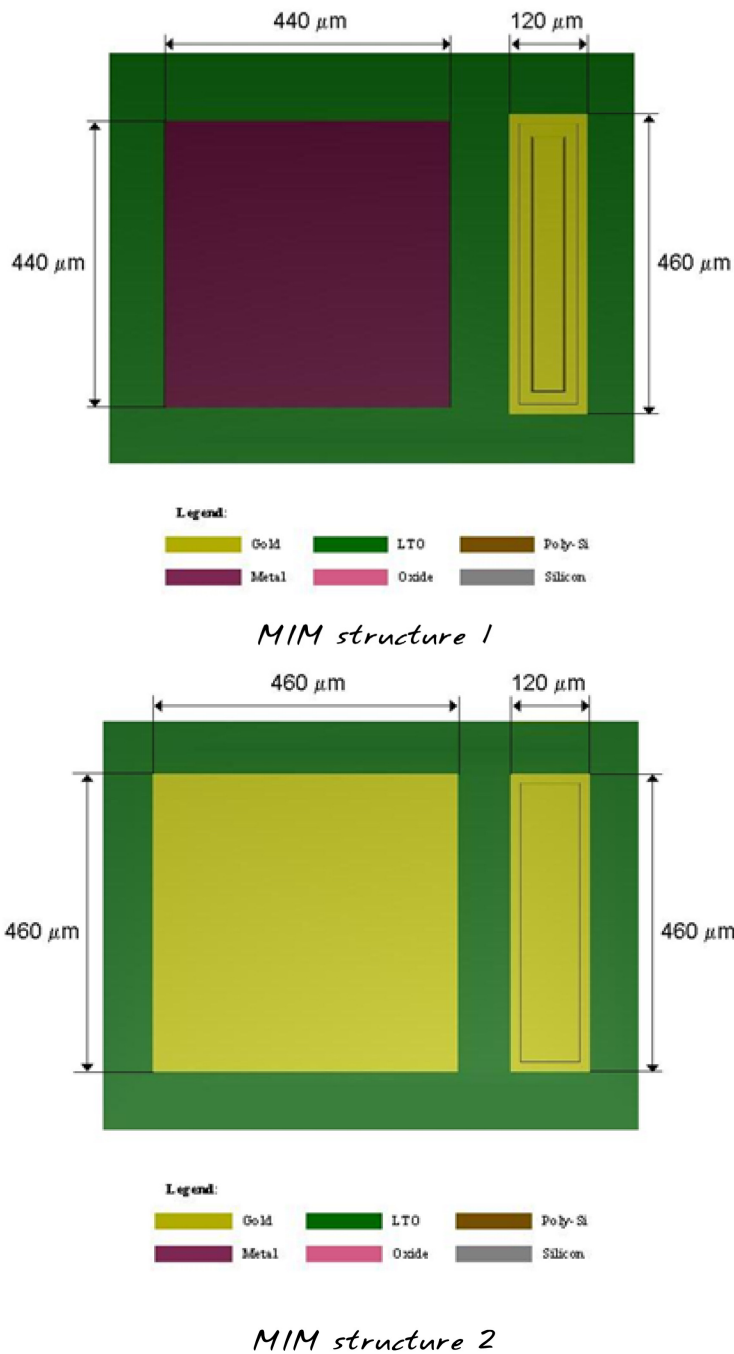 440 μm 120 μm
440 μm 460 μm
Legend:
Gold LTO Poly-Si
Metal Oxide Silicon
MIM structure 1
460 μm 120 μm
460 μm 460 μm
Legend:
Gold LTO Poly-Si
Metal Oxide Silicon
MIM structure 2